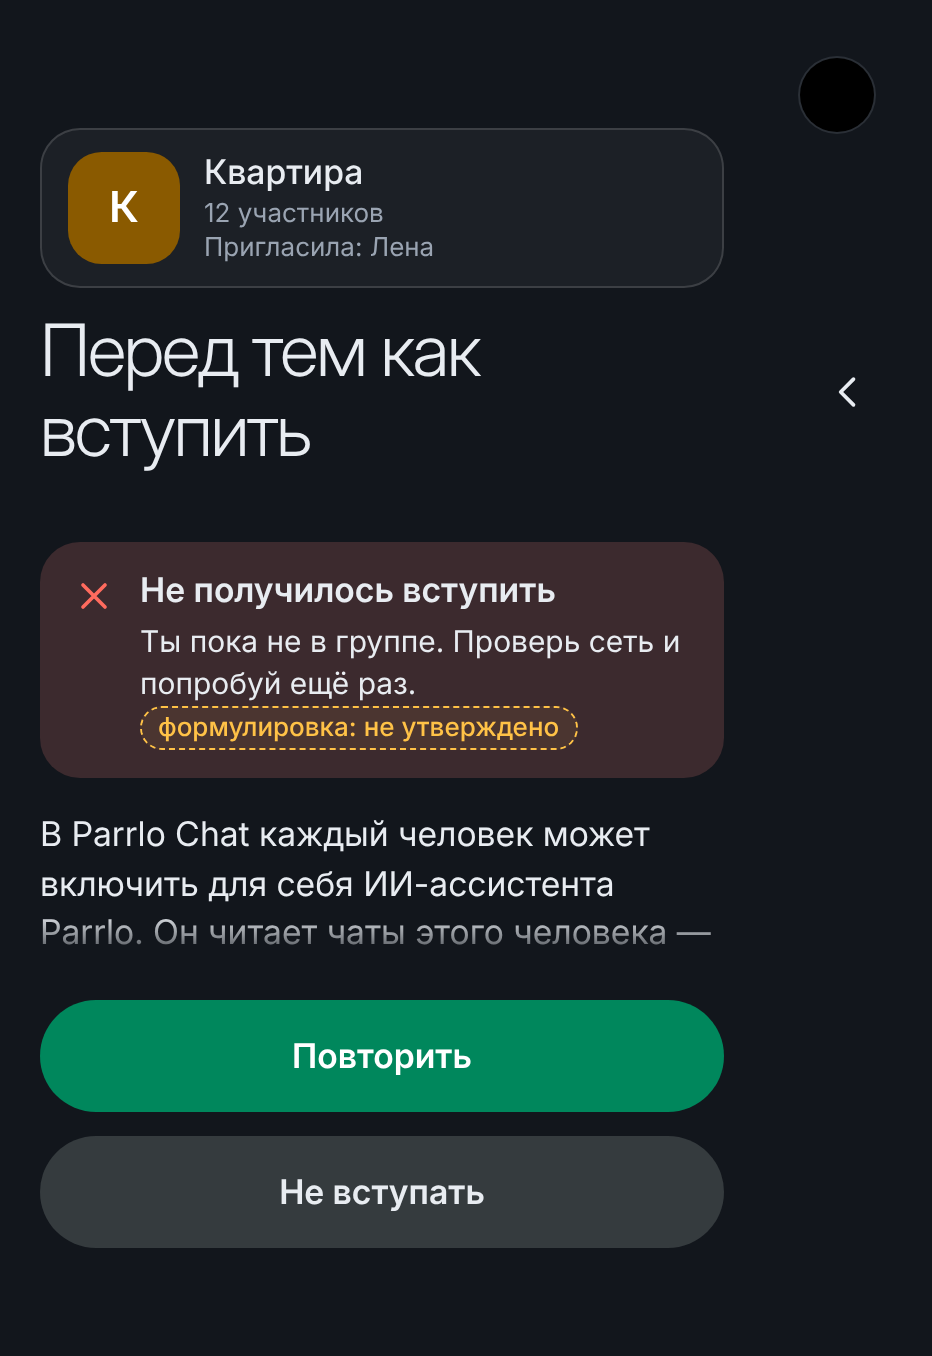 К
Квартира
12 участников
Пригласила: Лена
Перед тем как
вступить
Не получилось вступить
Ты пока не в группе. Проверь сеть и
попробуй ещё раз.
формулировка: не утверждено
В Parrlo Chat каждый человек может
включить для себя ИИ-ассистента
Parrlo. Он читает чаты этого человека —
Повторить
Не вступать